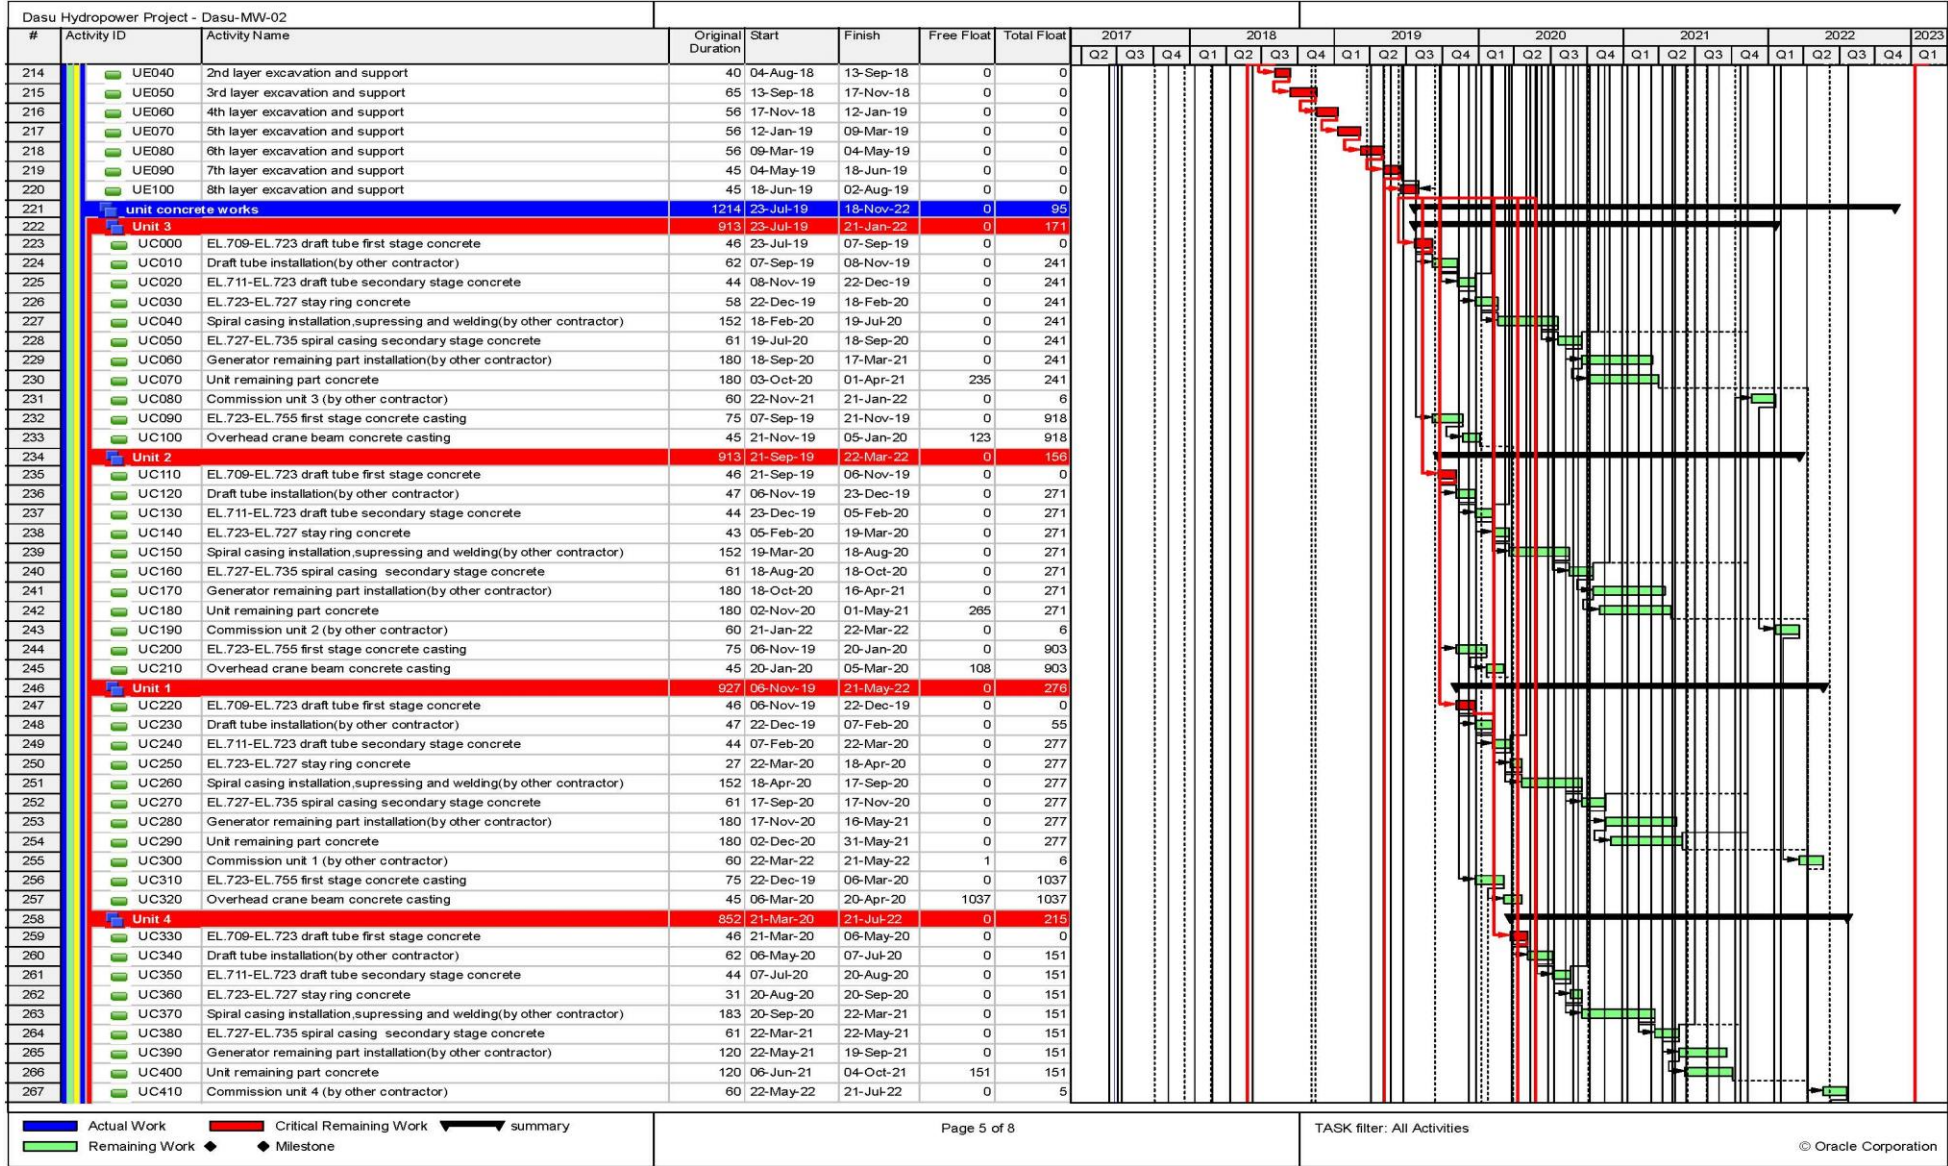 Dasu Hydropower Project - Dasu-MW-02
# Activity ID Activity Name Original Duration Start Finish Free Float Total Float 2017 2018 2019 2020 2021 2022 2023
Q2 Q3 Q4 Q1 Q2 Q3 Q4 Q1 Q2 Q3 Q4 Q1 Q2 Q3 Q4 Q1 Q2 Q3 Q4 Q1 Q2 Q3 Q4 Q1
214 UE040 2nd layer excavation and support 40 04-Aug-18 13-Sep-18 0 0
215 UE050 3rd layer excavation and support 65 13-Sep-18 17-Nov-18 0 0
216 UE060 4th layer excavation and support 56 17-Nov-18 12-Jan-19 0 0
217 UE070 5th layer excavation and support 56 12-Jan-19 09-Mar-19 0 0
218 UE080 6th layer excavation and support 56 09-Mar-19 04-May-19 0 0
219 UE090 7th layer excavation and support 45 04-May-19 18-Jun-19 0 0
220 UE100 8th layer excavation and support 45 18-Jun-19 02-Aug-19 0 0
221 unit concrete works 1214 23-Jul-19 18-Nov-22 0 95
222 Unit 3 913 23-Jul-19 21-Jan-22 0 171
223 UC000 EL.709-EL.723 draft tube first stage concrete 46 23-Jul-19 07-Sep-19 0 0
224 UC010 Draft tube installation(by other contractor) 62 07-Sep-19 08-Nov-19 0 241
225 UC020 EL.711-EL.723 draft tube secondary stage concrete 44 08-Nov-19 22-Dec-19 0 241
226 UC030 EL.723-EL.727 stay ring concrete 58 22-Dec-19 18-Feb-20 0 241
227 UC040 Spiral casing installation,supressing and welding(by other contractor) 152 18-Feb-20 19-Jul-20 0 241
228 UC050 EL.727-EL.735 spiral casing secondary stage concrete 61 19-Jul-20 18-Sep-20 0 241
229 UC060 Generator remaining part installation(by other contractor) 180 18-Sep-20 17-Mar-21 0 241
230 UC070 Unit remaining part concrete 180 03-Oct-20 01-Apr-21 235 241
231 UC080 Commission unit 3 (by other contractor) 60 22-Nov-21 21-Jan-22 0 6
232 UC090 EL.723-EL.755 first stage concrete casting 75 07-Sep-19 21-Nov-19 0 918
233 UC100 Overhead crane beam concrete casting 45 21-Nov-19 05-Jan-20 123 918
234 Unit 2 913 21-Sep-19 22-Mar-22 0 156
235 UC110 EL.709-EL.723 draft tube first stage concrete 46 21-Sep-19 06-Nov-19 0 0
236 UC120 Draft tube installation(by other contractor) 47 06-Nov-19 23-Dec-19 0 271
237 UC130 EL.711-EL.723 draft tube secondary stage concrete 44 23-Dec-19 05-Feb-20 0 271
238 UC140 EL.723-EL.727 stay ring concrete 43 05-Feb-20 19-Mar-20 0 271
239 UC150 Spiral casing installation,supressing and welding(by other contractor) 152 19-Mar-20 18-Aug-20 0 271
240 UC160 EL.727-EL.735 spiral casing secondary stage concrete 61 18-Aug-20 18-Oct-20 0 271
241 UC170 Generator remaining part installation(by other contractor) 180 18-Oct-20 16-Apr-21 0 271
242 UC180 Unit remaining part concrete 180 02-Nov-20 01-May-21 265 271
243 UC190 Commission unit 2 (by other contractor) 60 21-Jan-22 22-Mar-22 0 6
244 UC200 EL.723-EL.755 first stage concrete casting 75 06-Nov-19 20-Jan-20 0 903
245 UC210 Overhead crane beam concrete casting 45 20-Jan-20 05-Mar-20 108 903
246 Unit 1 927 06-Nov-19 21-May-22 0 276
247 UC220 EL.709-EL.723 draft tube first stage concrete 46 06-Nov-19 22-Dec-19 0 0
248 UC230 Draft tube installation(by other contractor) 47 22-Dec-19 07-Feb-20 0 55
249 UC240 EL.711-EL.723 draft tube secondary stage concrete 44 07-Feb-20 22-Mar-20 0 277
250 UC250 EL.723-EL.727 stay ring concrete 27 22-Mar-20 18-Apr-20 0 277
251 UC260 Spiral casing installation,supressing and welding(by other contractor) 152 18-Apr-20 17-Sep-20 0 277
252 UC270 EL.727-EL.735 spiral casing secondary stage concrete 61 17-Sep-20 17-Nov-20 0 277
253 UC280 Generator remaining part installation(by other contractor) 180 17-Nov-20 16-May-21 0 277
254 UC290 Unit remaining part concrete 180 02-Dec-20 31-May-21 0 277
255 UC300 Commission unit 1 (by other contractor) 60 22-Mar-22 21-May-22 1 6
256 UC310 EL.723-EL.755 first stage concrete casting 75 22-Dec-19 06-Mar-20 0 1037
257 UC320 Overhead crane beam concrete casting 45 06-Mar-20 20-Apr-20 1037 1037
258 Unit 4 852 21-Mar-20 21-Jul-22 0 215
259 UC330 EL.709-EL.723 draft tube first stage concrete 46 21-Mar-20 06-May-20 0 0
260 UC340 Draft tube installation(by other contractor) 62 06-May-20 07-Jul-20 0 151
261 UC350 EL.711-EL.723 draft tube secondary stage concrete 44 07-Jul-20 20-Aug-20 0 151
262 UC360 EL.723-EL.727 stay ring concrete 31 20-Aug-20 20-Sep-20 0 151
263 UC370 Spiral casing installation,supressing and welding(by other contractor) 183 20-Sep-20 22-Mar-21 0 151
264 UC380 EL.727-EL.735 spiral casing secondary stage concrete 61 22-Mar-21 22-May-21 0 151
265 UC390 Generator remaining part installation(by other contractor) 120 22-May-21 19-Sep-21 0 151
266 UC400 Unit remaining part concrete 120 06-Jun-21 04-Oct-21 151 151
267 UC410 Commission unit 4 (by other contractor) 60 22-May-22 21-Jul-22 0 5
Actual Work Critical Remaining Work summary Page 5 of 8 TASK filter: All Activities
Remaining Work Milestone © Oracle Corporation